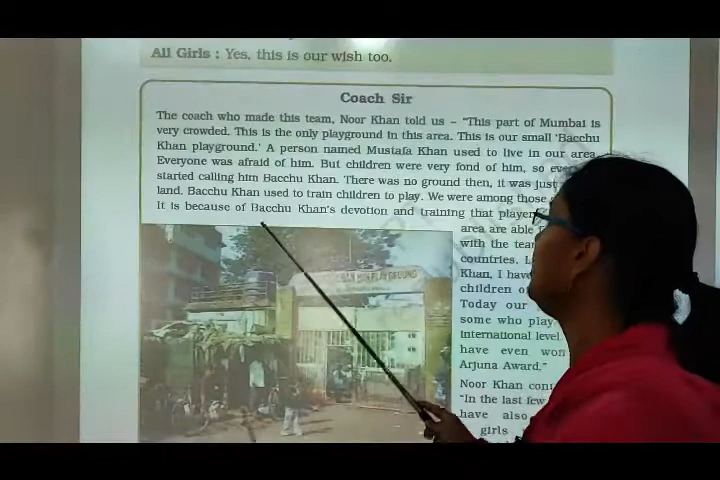 All Girls : Yes, this is our wish too.
Coach Sir
The coach who made this team, Noor Khan told us – "This part of Mumbai is
very crowded. This is the only playground in this area. This is our small 'Bacchu
Khan playground.' A person named Mustafa Khan used to live in our area.
Everyone was afraid of him. But children were very fond of him, so
started calling him Bacchu Khan. There was no ground then, it was just
land. Bacchu Khan used to train children to play. We were among those
It is because of Bacchu Khan's devotion and training that
area are able
with the
countries.
Khan, I have
children
Today our
some who play
International level
have even won
Arjuna Award."
Noor Khan
"In the last few
have also
girls
PLAYGROUND